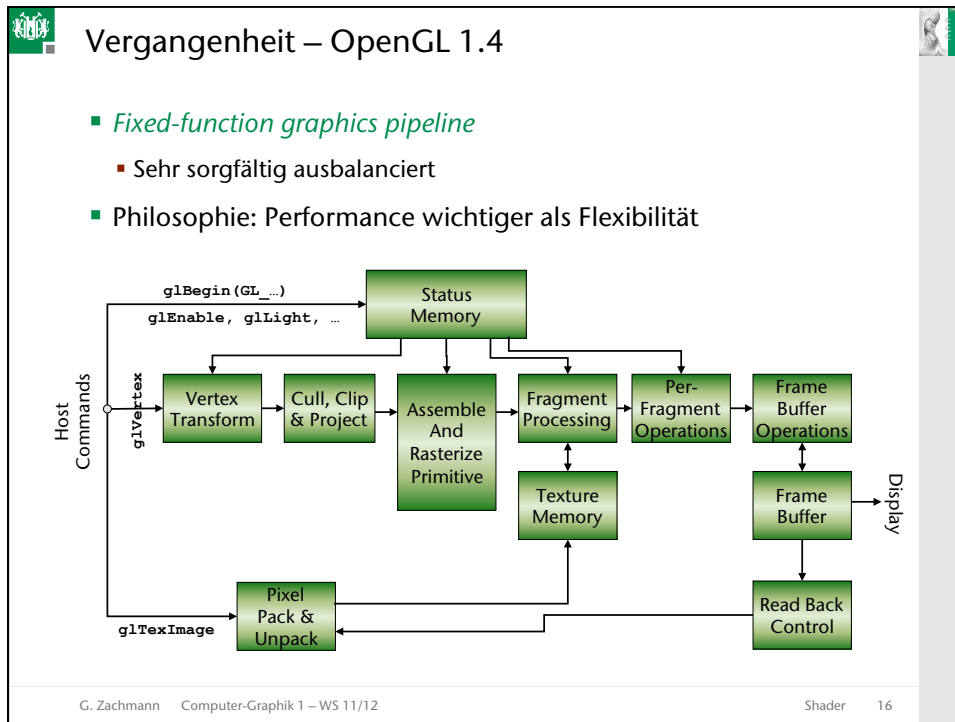 Vergangenheit – OpenGL 1.4
▪ Fixed-function graphics pipeline
▪ Sehr sorgfältig ausbalanciert
▪ Philosophie: Performance wichtiger als Flexibilität
glBegin(GL_…)
glEnable, glLight, …
Status
Memory
Host
Commands
glVertex
Vertex
Transform
Cull, Clip
& Project
Assemble
And
Rasterize
Primitive
Fragment
Processing
Per-
Fragment
Operations
Frame
Buffer
Operations
Texture
Memory
Frame
Buffer
Display
Pixel
Pack &
Unpack
Read Back
Control
glTexImage
G. Zachmann Computer-Graphik 1 – WS 11/12 Shader 16